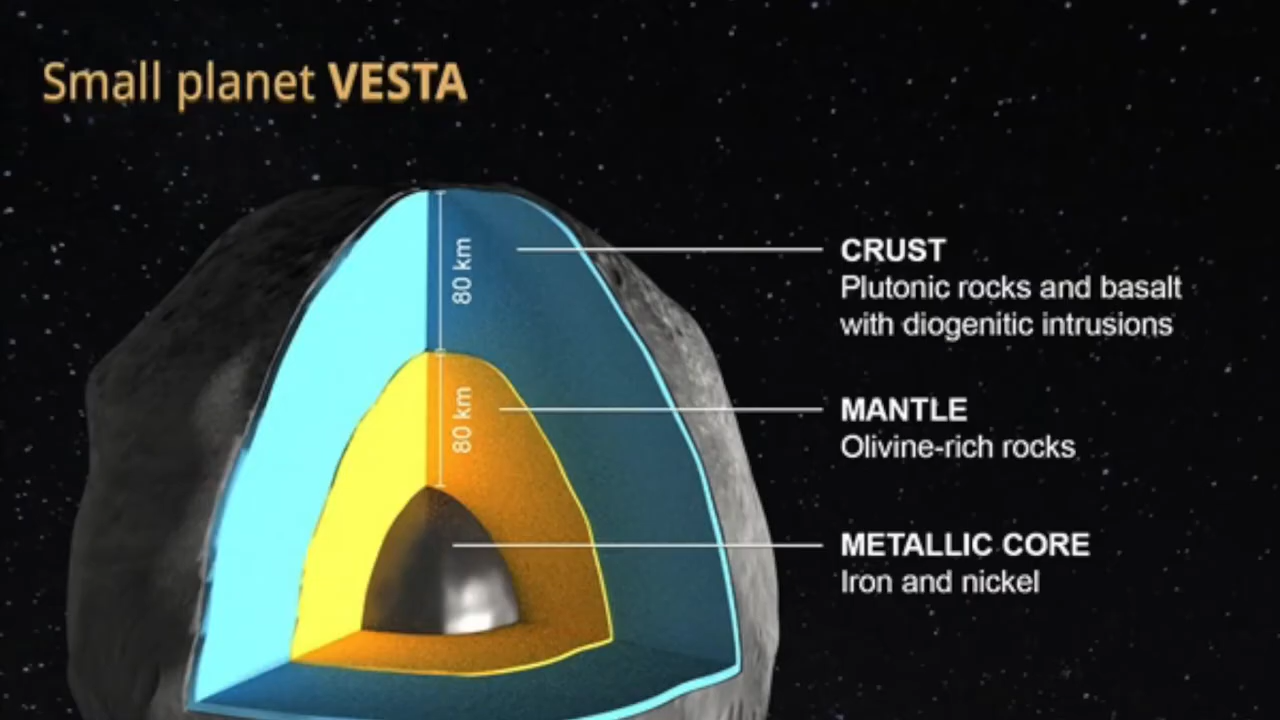 Small planet VESTA
80 km
CRUST
Plutonic rocks and basalt
with diogenitic intrusions
80 km
MANTLE
Olivine-rich rocks
METALLIC CORE
Iron and nickel